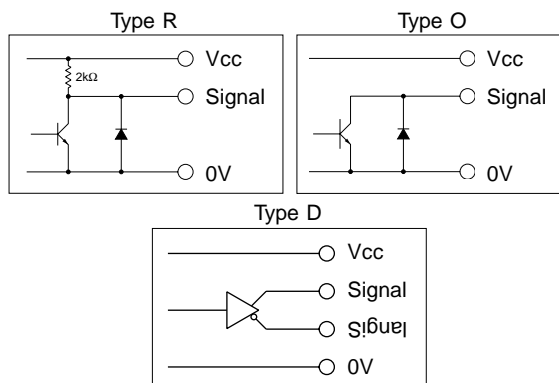 Type R
Vcc
2kΩ
Signal
0V
Type O
Vcc
Signal
0V
Type D
Vcc
Signal
Signal
0V